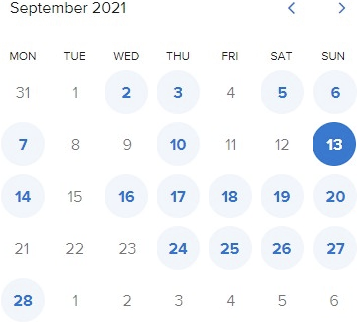 September 2021
MON TUE WED THU FRI SAT SUN
31 1 2 3 4 5 6
7 8 9 10 11 12 13
14 15 16 17 18 19 20
21 22 23 24 25 26 27
28 1 2 3 4 5 6